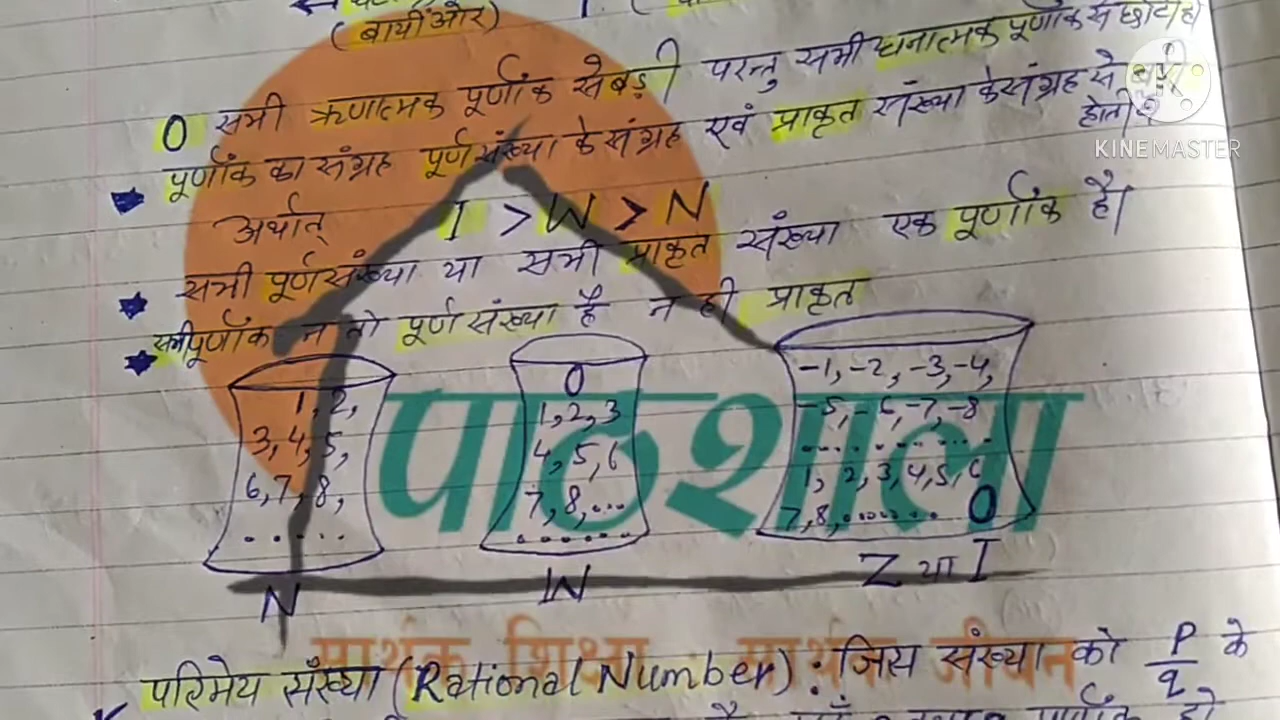 (बायीं ओर)
0 सभी ऋणात्मक पूर्णांक से बड़ी परन्तु सभी धनात्मक पूर्णांक से छोटी है
पूर्णांक का संग्रह पूर्ण संख्या के संग्रह एवं प्राकृत संख्या के संग्रह से
होती है
KINEMASTER
अर्थात् I > W > N
सभी पूर्ण संख्या या सभी प्राकृत संख्या एक पूर्णांक है।
सभी पूर्णांक न तो पूर्ण संख्या है न ही प्राकृत
1, 2,
3, 4, 5,
6, 7, 8,
.....
N
0
1, 2, 3
4, 5, 6
7, 8, ....
.......
W
-1, -2, -3, -4,
-5, -6, -7, -8
.........
1, 2, 3, 4, 5, 6
7, 8, ....... 0
Z या I
पाठशाला
सार्थक शिक्षा सार्थक जीवन
परिमेय संख्या (Rational Number) : जिस संख्या को P/q के